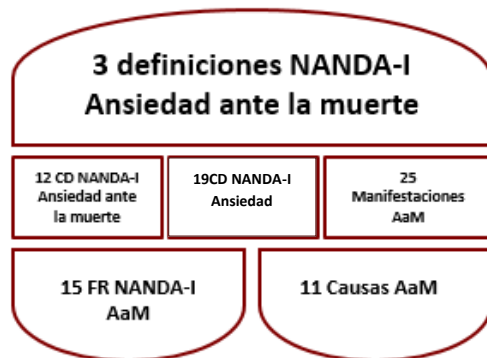 3 definiciones NANDA-I
Ansiedad ante la muerte
12 CD NANDA-I
Ansiedad ante
la muerte
19CD NANDA-I
Ansiedad
25
Manifestaciones
AaM
15 FR NANDA-I
AaM
11 Causas AaM